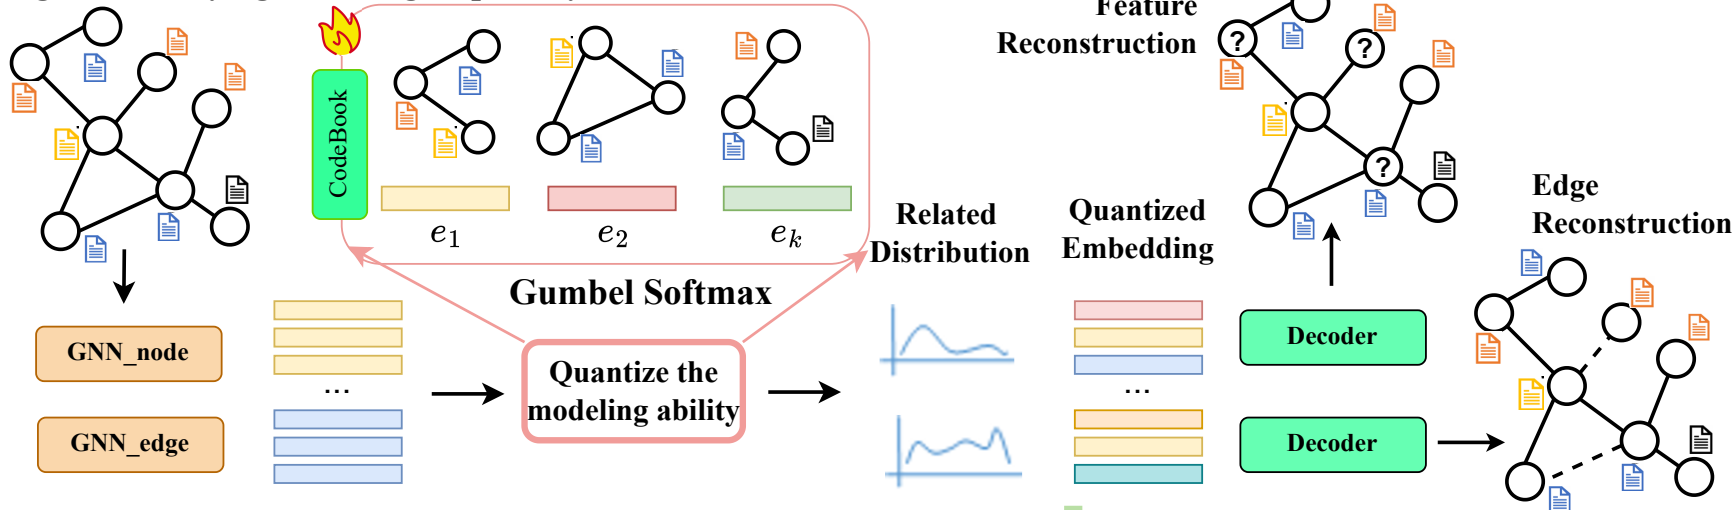 Feature
Reconstruction
?
?
?
CodeBook
e1
e2
ek
Related
Distribution
Quantized
Embedding
Edge
Reconstruction
Gumbel Softmax
GNN_node
GNN_edge
...
Quantize the
modeling ability
...
Decoder
Decoder